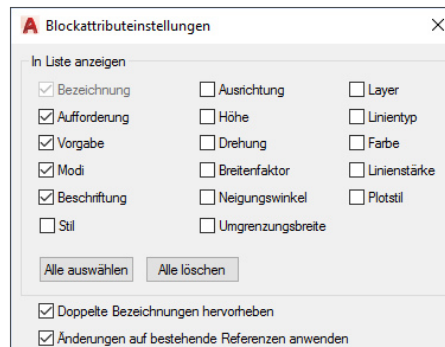 Blockattributeinstellungen
In Liste anzeigen
Bezeichnung Ausrichtung Layer
Aufforderung Höhe Linientyp
Vorgabe Drehung Farbe
Modi Breitenfaktor Linienstärke
Beschriftung Neigungswinkel Plotstil
Stil Umgrenzungsbreite
Alle auswählen Alle löschen
Doppelte Bezeichnungen hervorheben
Änderungen auf bestehende Referenzen anwenden